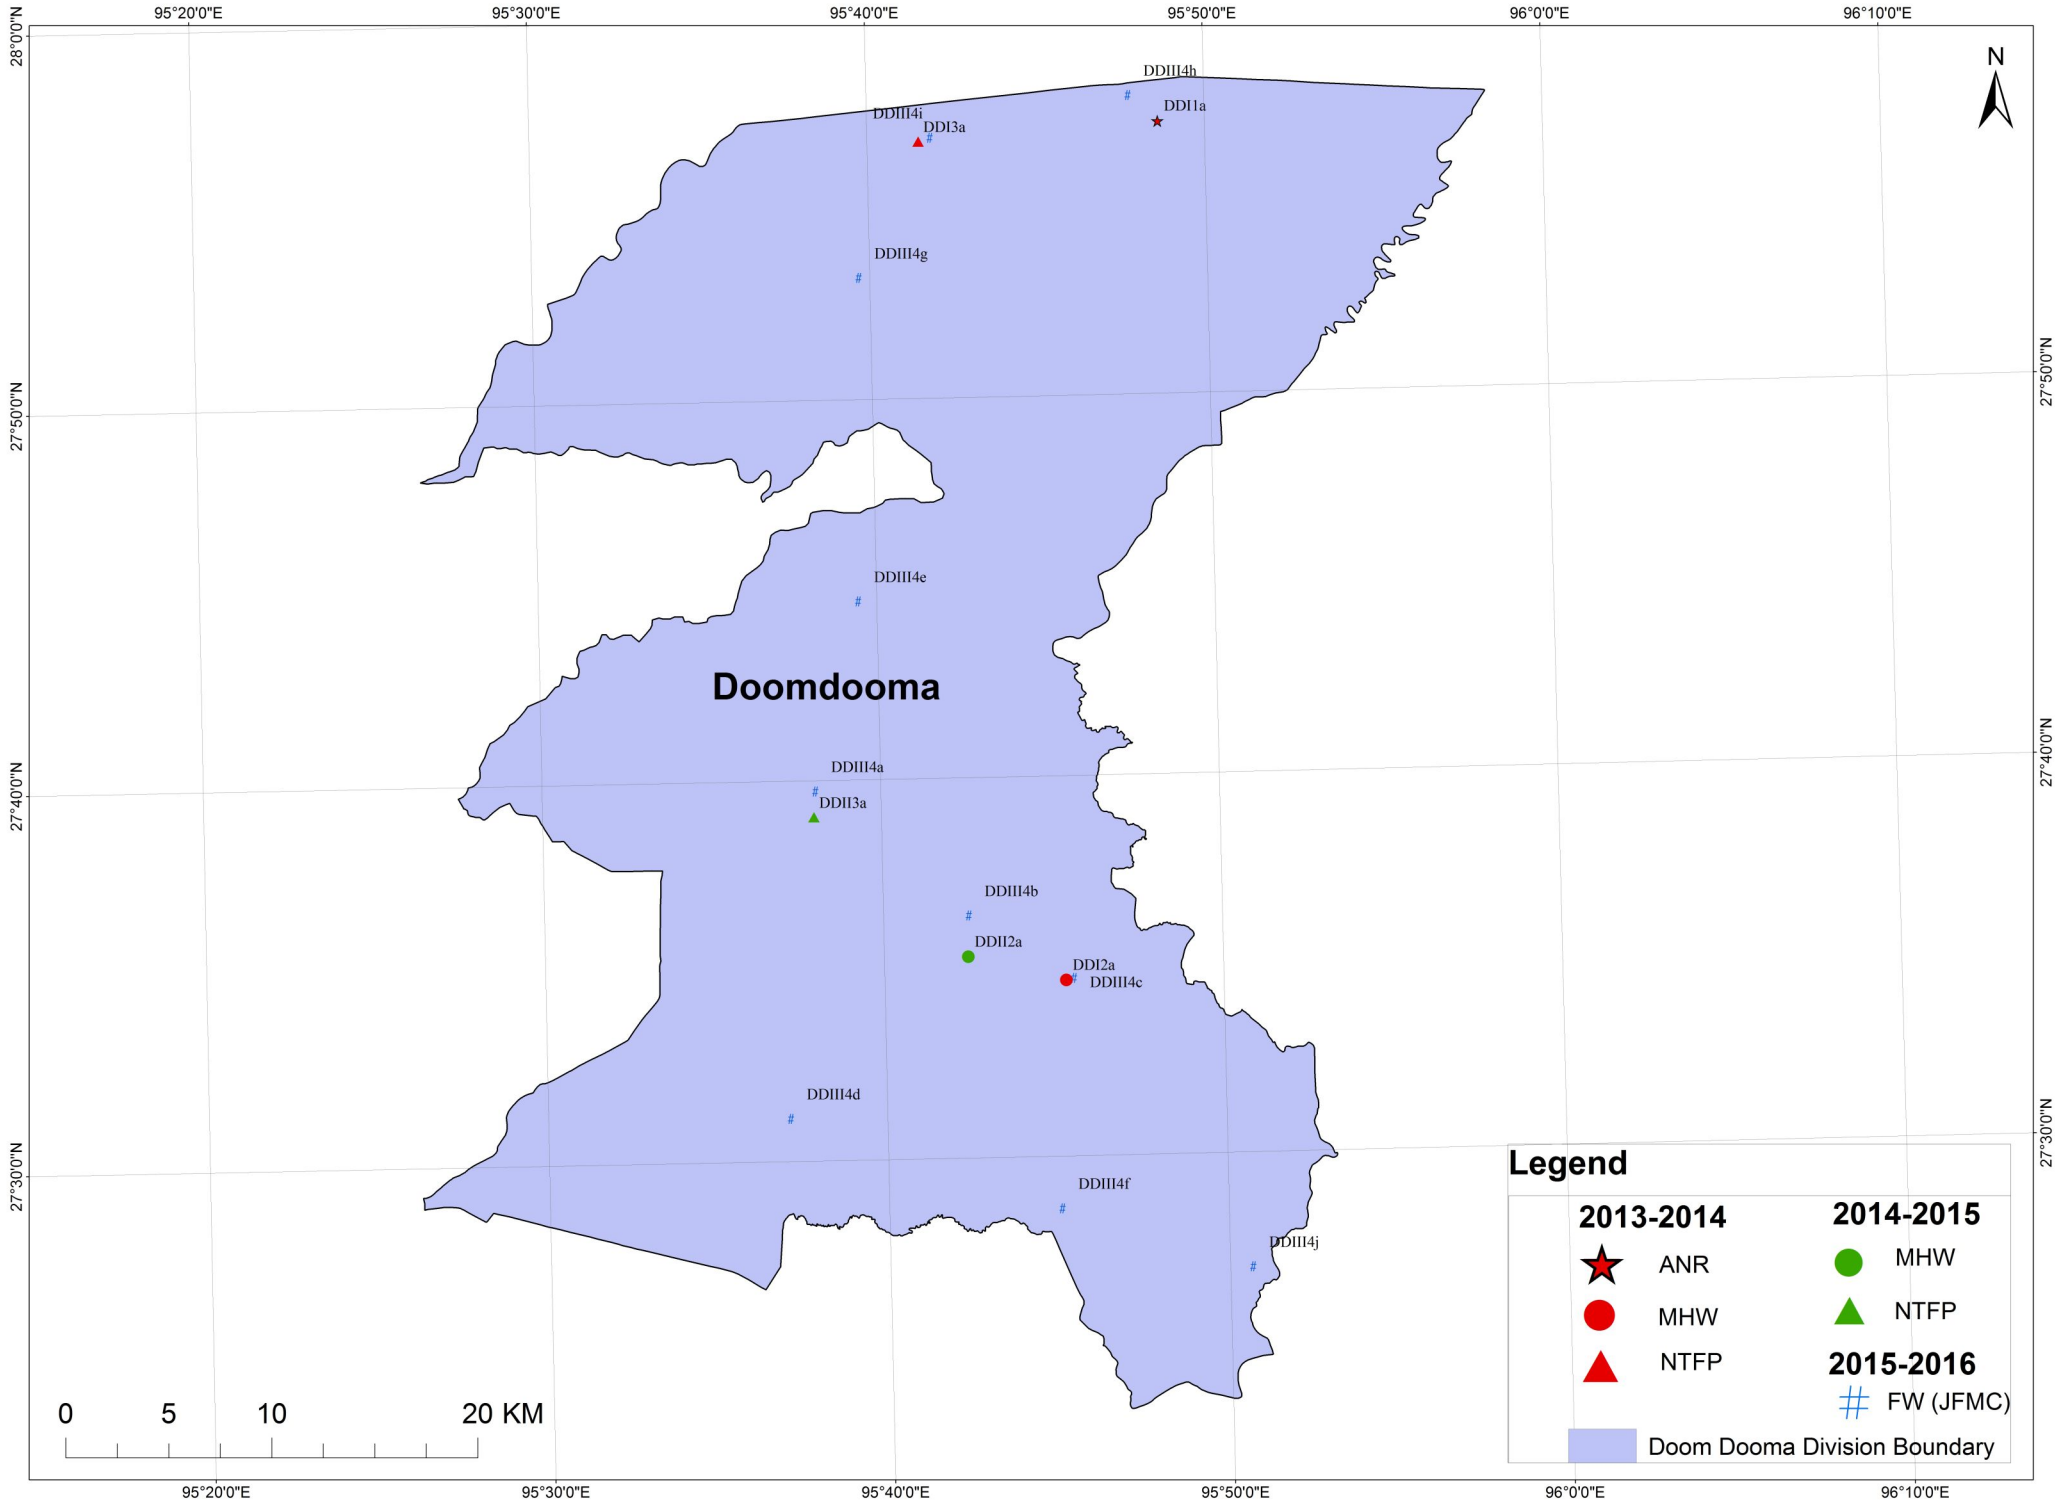 95°20'0"E 95°30'0"E 95°40'0"E 95°50'0"E 96°0'0"E 96°10'0"E
28°0'0"N
N
DDIII4h
DDI1a
DDIII4i
DDI3a
#
#
DDIII4g
#
27°50'0"N
27°50'0"N
DDIII4e
#
Doomdooma
27°40'0"N
27°40'0"N
DDIII4a
#
DDII3a
DDIII4b
#
DDII2a
DDI2a
#
DDIII4c
DDIII4d
#
27°30'0"N
27°30'0"N
DDIII4f
#
DDIII4j
#
Legend
2013-2014
ANR
MHW
NTFP
2014-2015
MHW
NTFP
2015-2016
# FW (JFMC)
Doom Dooma Division Boundary
0 5 10 20 KM
95°20'0"E 95°30'0"E 95°40'0"E 95°50'0"E 96°0'0"E 96°10'0"E